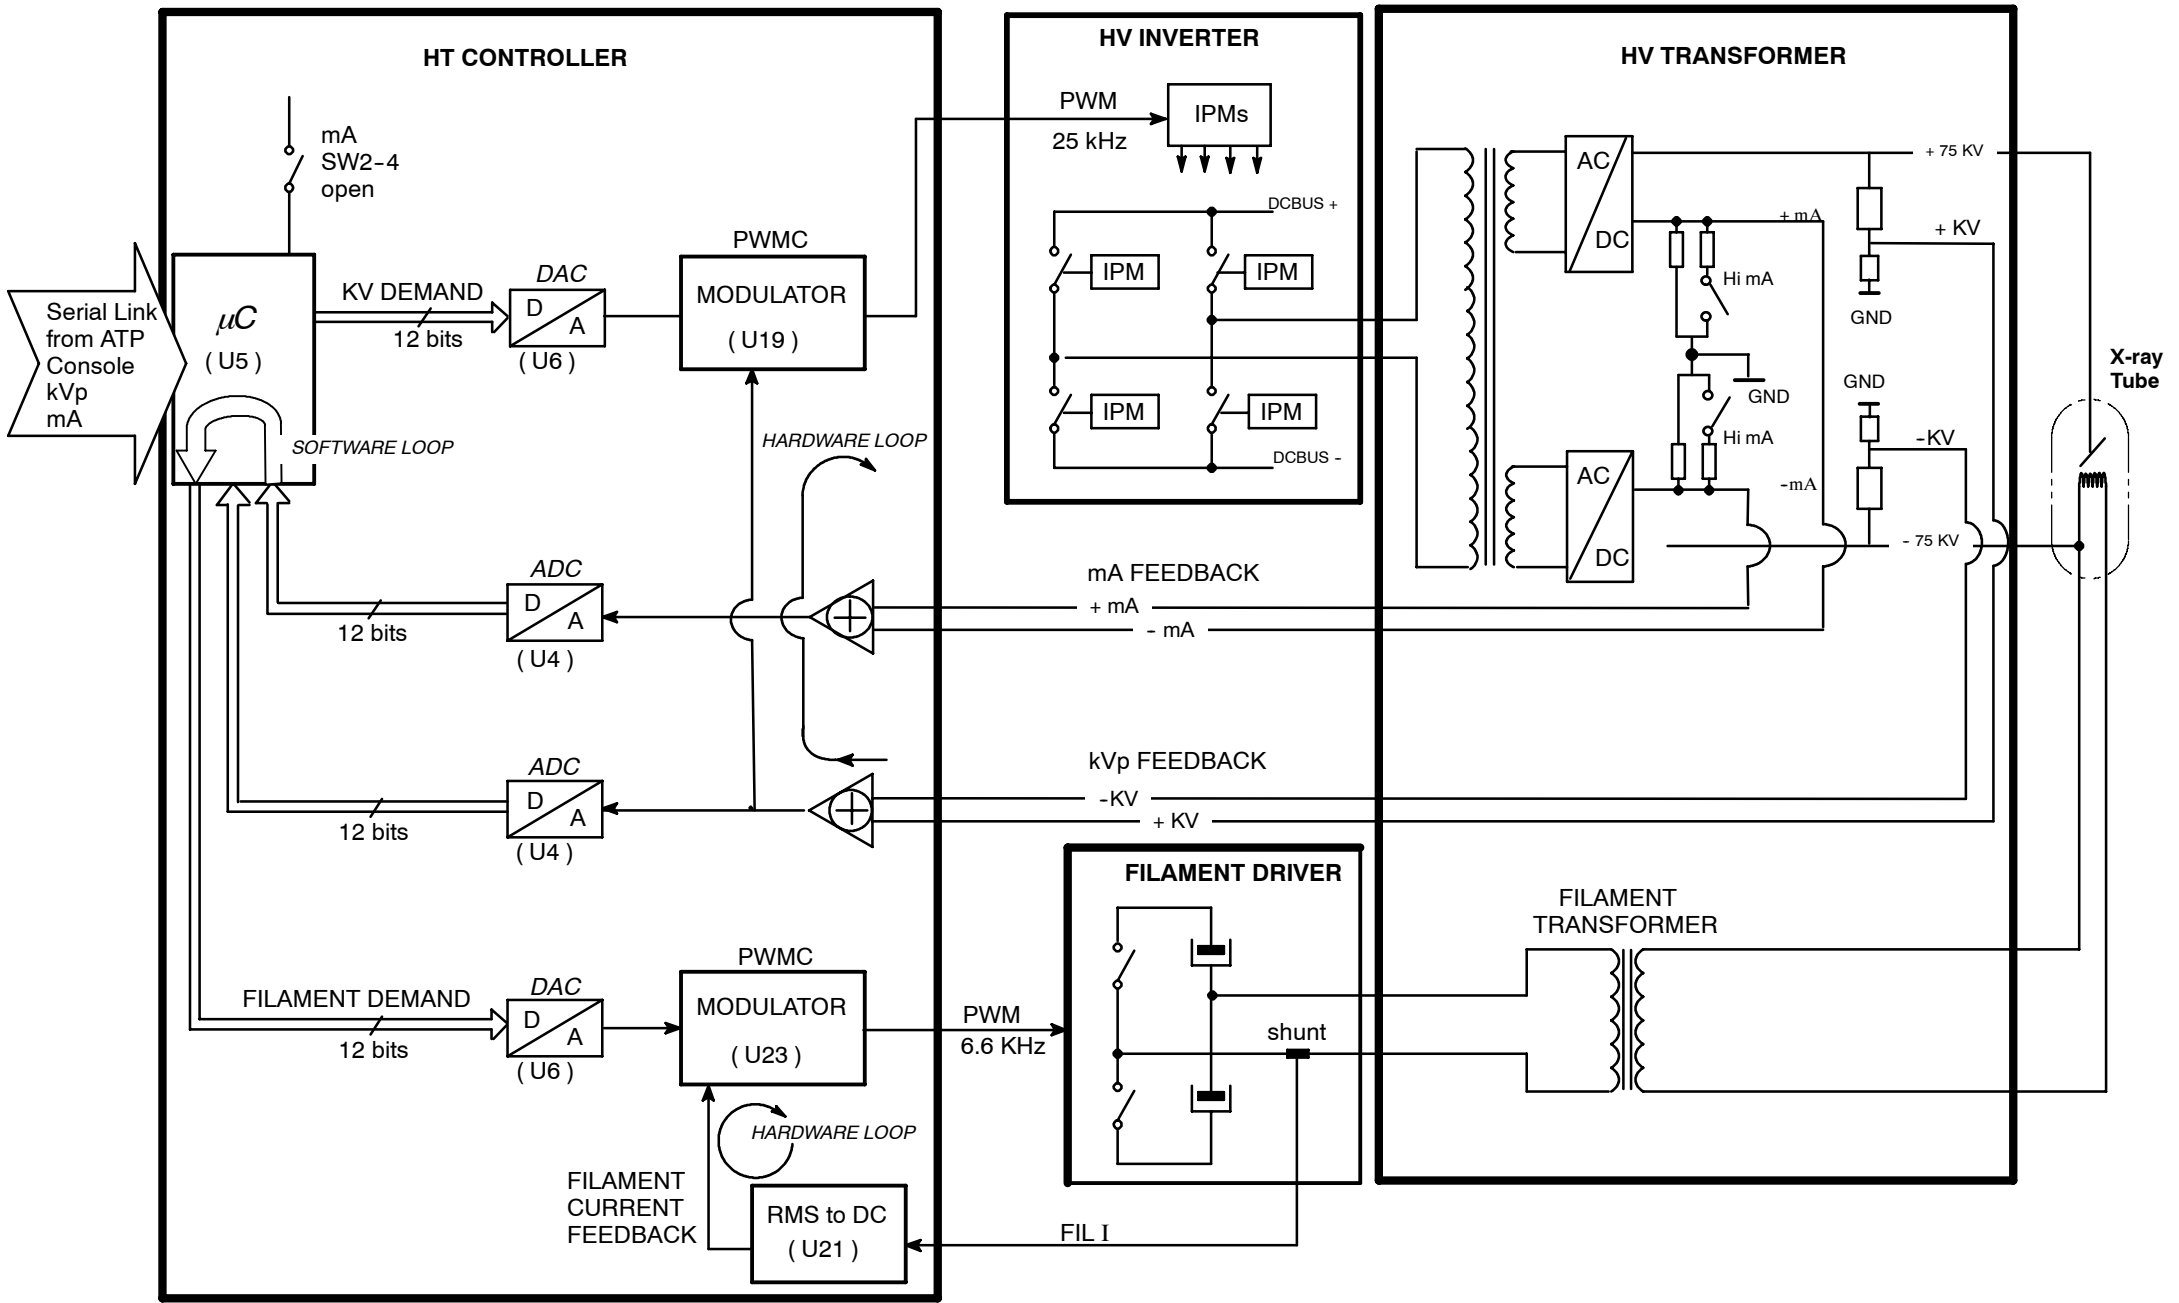 HT CONTROLLER
mA
SW2-4
open
Serial Link
from ATP
Console
kVp
mA
µC
( U5 )
SOFTWARE LOOP
KV DEMAND
12 bits
DAC
D
A
( U6 )
PWMC
MODULATOR
( U19 )
HARDWARE LOOP
ADC
D
A
( U4 )
12 bits
ADC
D
A
( U4 )
12 bits
FILAMENT DEMAND
12 bits
DAC
D
A
( U6 )
PWMC
MODULATOR
( U23 )
HARDWARE LOOP
FILAMENT
CURRENT
FEEDBACK
RMS to DC
( U21 )
HV INVERTER
PWM
25 kHz
IPMs
DCBUS +
IPM
IPM
IPM
IPM
DCBUS -
mA FEEDBACK
+ mA
- mA
kVp FEEDBACK
-KV
+ KV
FILAMENT DRIVER
PWM
6.6 KHz
shunt
FIL I
HV TRANSFORMER
AC
DC
+ 75 KV
+ mA
+ KV
Hi mA
GND
GND
GND
Hi mA
-KV
AC
DC
-mA
- 75 KV
FILAMENT
TRANSFORMER
X-ray
Tube